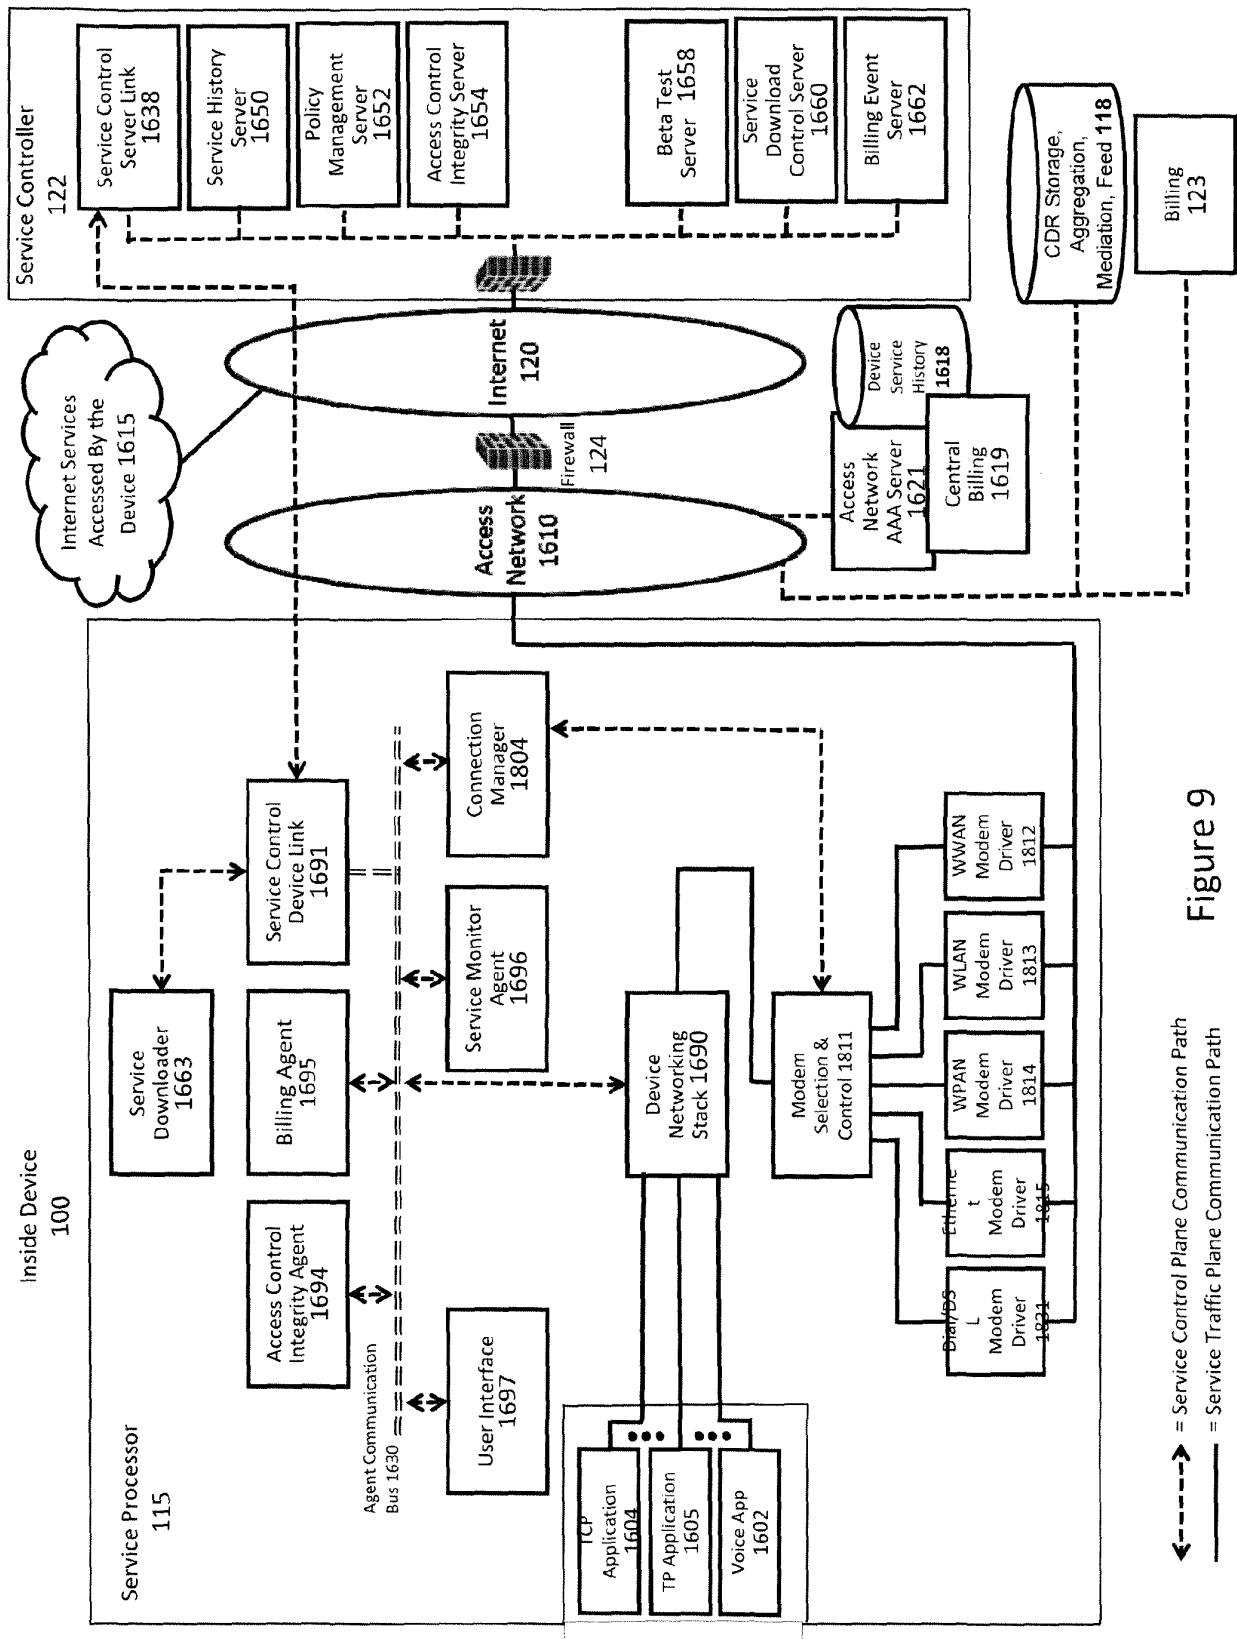 Inside Device
100
Service Processor
115
Service
Downloader
1663
Access Control
Integrity Agent
1694
Billing Agent
1695
Service Control
Device Link
1691
Agent Communication
Bus 1630
User Interface
1697
Service Monitor
Agent
1696
Connection
Manager
1804
TCP
Application
1604
TP Application
1605
Voice App
1602
Device
Networking
Stack 1690
Modem
Selection &
Control 1811
Dial/DS
L
Modem
Driver
1831
Etherne
t
Modem
Driver
1815
WPAN
Modem
Driver
1814
WLAN
Modem
Driver
1813
WWAN
Modem
Driver
1812
Internet Services
Accessed By the
Device 1615
Access
Network
1610
Firewall
124
Internet
120
Access
Network
AAA Server
1621
Device
Service
History
1618
Central
Billing
1619
Service Controller
122
Service Control
Server Link
1638
Service History
Server
1650
Policy
Management
Server
1652
Access Control
Integrity Server
1654
Beta Test
Server 1658
Service
Download
Control Server
1660
Billing Event
Server
1662
CDR Storage,
Aggregation,
Mediation, Feed 118
Billing
123
= Service Control Plane Communication Path
= Service Traffic Plane Communication Path
Figure 9